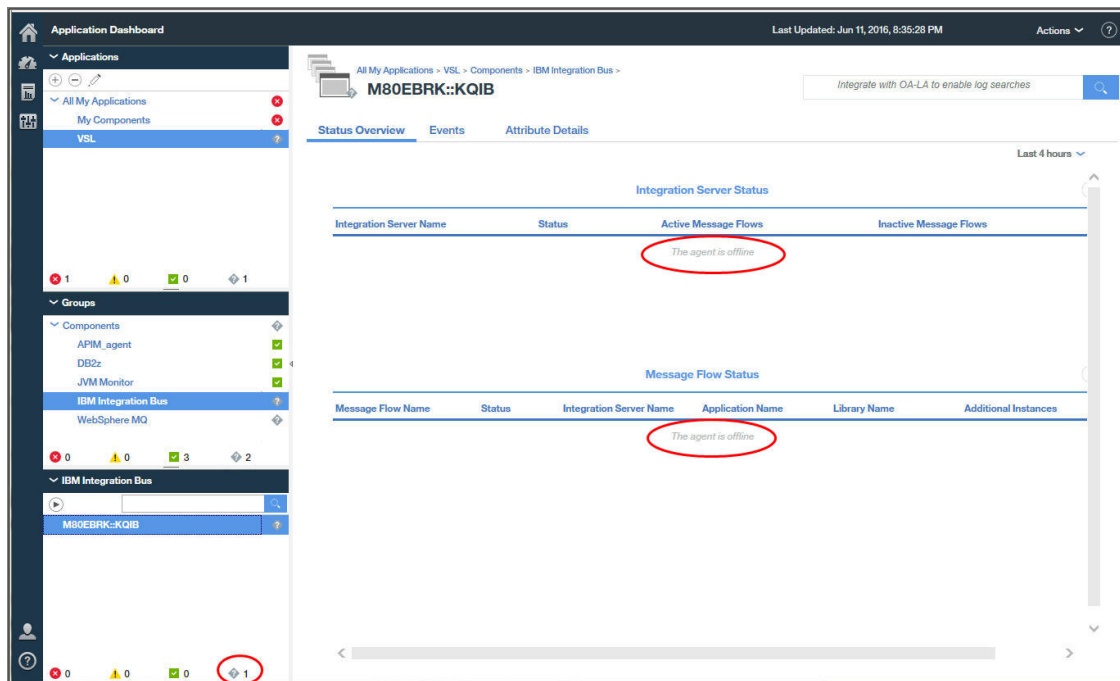 Application Dashboard
Last Updated: Jun 11, 2016, 8:35:28 PM
Actions
?
Applications
All My Applications
My Components
VSL
?
1 0 0 ? 1
Groups
Components ?
APIM_agent
DB2z
JVM Monitor
IBM Integration Bus ?
WebSphere MQ ?
0 0 3 ? 2
IBM Integration Bus
M80EBRK::KQIB ?
0 0 0 ? 1
?
All My Applications > VSL > Components > IBM Integration Bus >
M80EBRK::KQIB
Integrate with OA-LA to enable log searches
Status Overview Events Attribute Details
Last 4 hours
Integration Server Status
Integration Server Name Status Active Message Flows Inactive Message Flows
The agent is offline
Message Flow Status
Message Flow Name Status Integration Server Name Application Name Library Name Additional Instances
The agent is offline